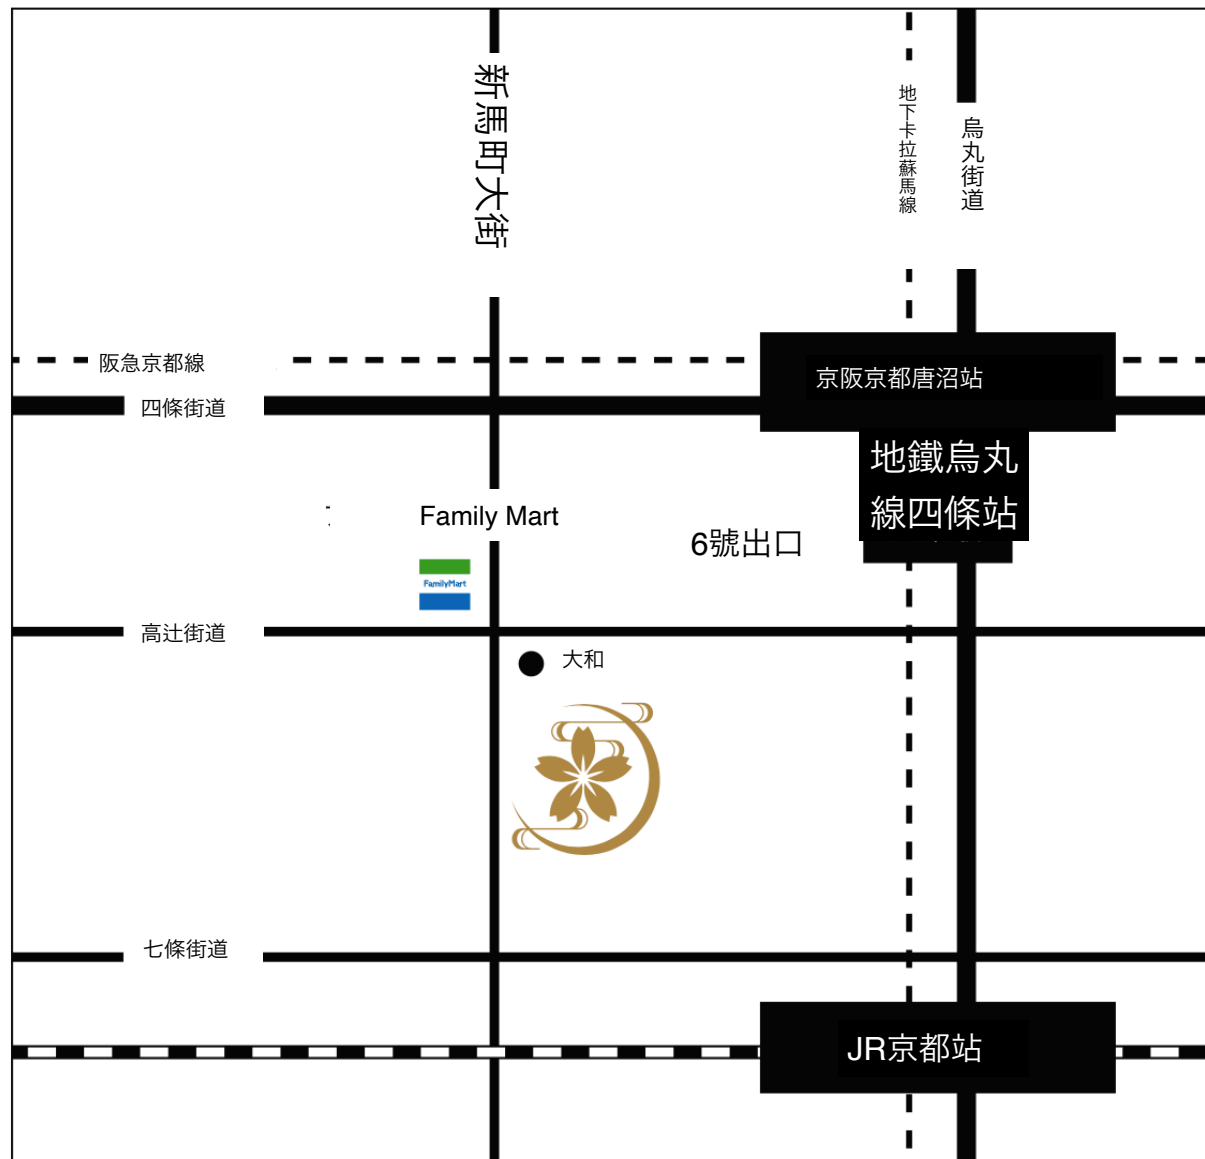 新馬町大街
地下卡拉蘇馬線
烏丸街道
阪急京都線
京阪京都唐沼站
四條街道
地鐵烏丸
線四條站
Family Mart
6號出口
FamilyMart
高辻街道
大和
七條街道
JR京都站